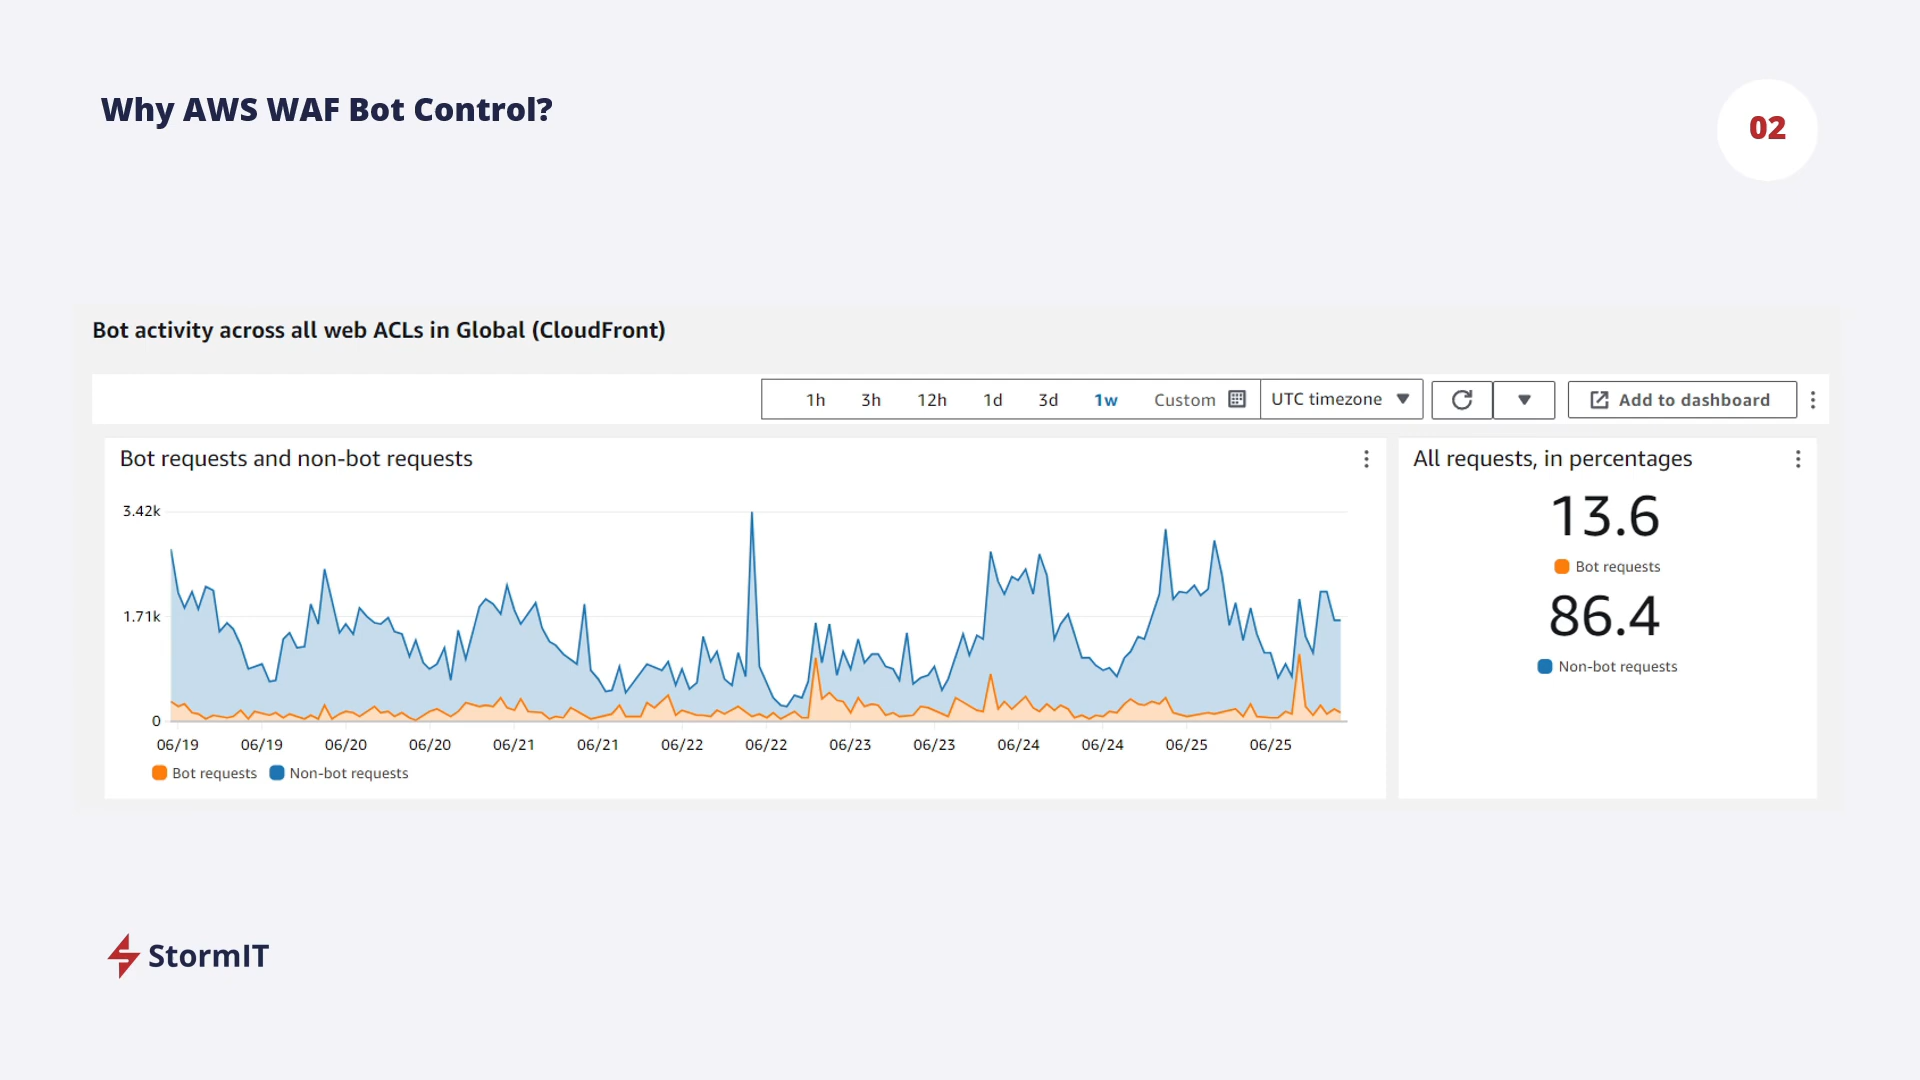 Why AWS WAF Bot Control?
02
Bot activity across all web ACLs in Global (CloudFront)
1h 3h 12h 1d 3d 1w Custom UTC timezone Add to dashboard
Bot requests and non-bot requests
3.42k
1.71k
0
06/19 06/19 06/20 06/20 06/21 06/21 06/22 06/22 06/23 06/23 06/24 06/24 06/25 06/25
Bot requests Non-bot requests
All requests, in percentages
13.6
Bot requests
86.4
Non-bot requests
StormIT